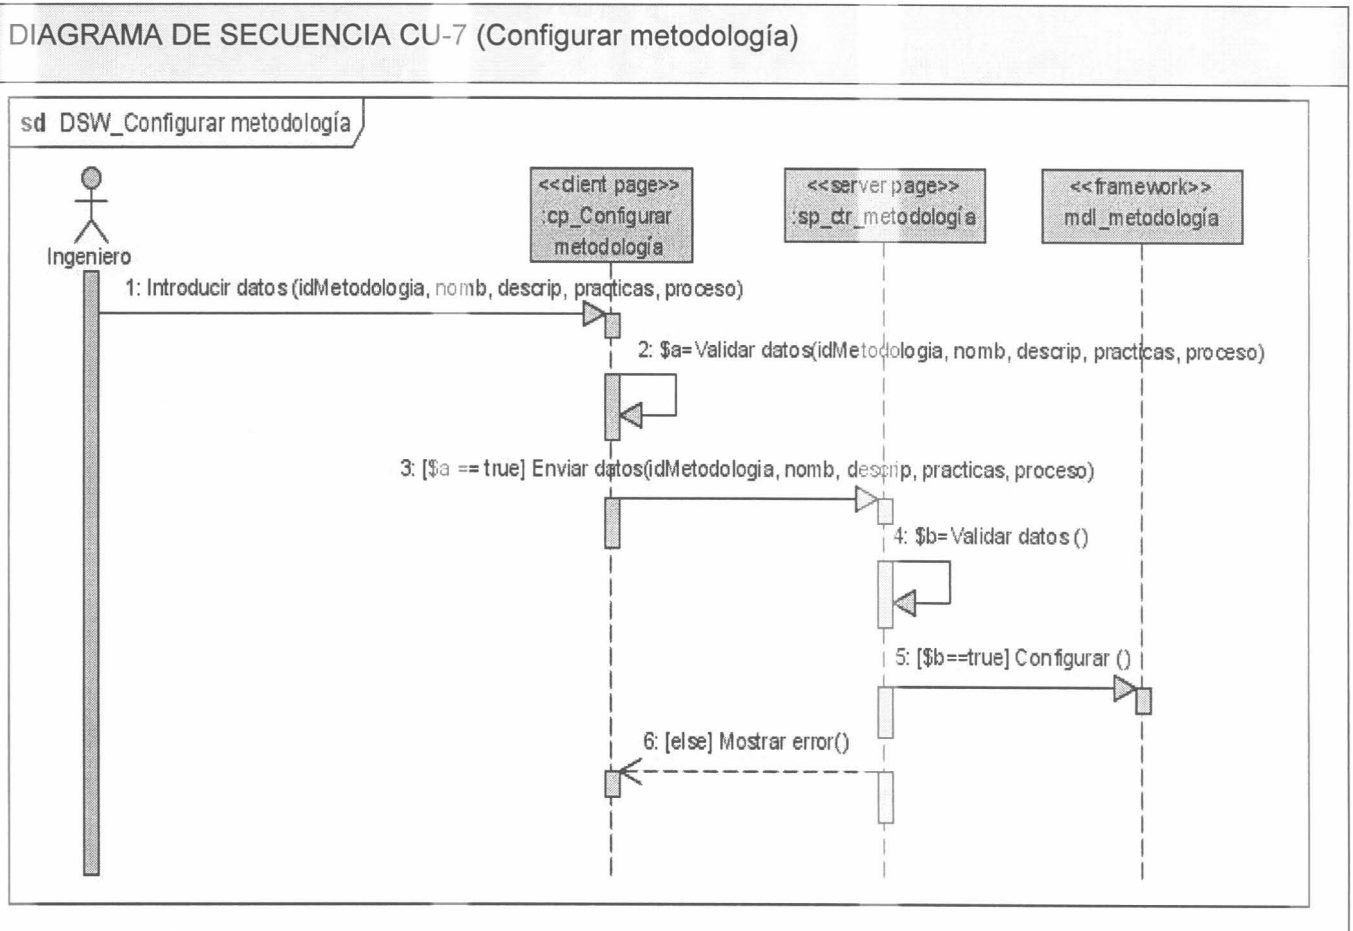 DIAGRAMA DE SECUENCIA CU-7 (Configurar metodología)
sd DSW_Configurar metodología
<<client page>>
:cp_Configurar
metodología
<<server page>>
:sp_ctr_metodología
<<framework>>
mdl_metodología
Ingeniero
1: Introducir datos (idMetodologia, nomb, descrip, practicas, proceso)
2: $a=Validar datos(idMetodologia, nomb, descrip, practicas, proceso)
3: [$a == true] Enviar datos(idMetodologia, nomb, descrip, practicas, proceso)
4: $b=Validar datos ()
5: [$b==true] Configurar ()
6: [else] Mostrar error()